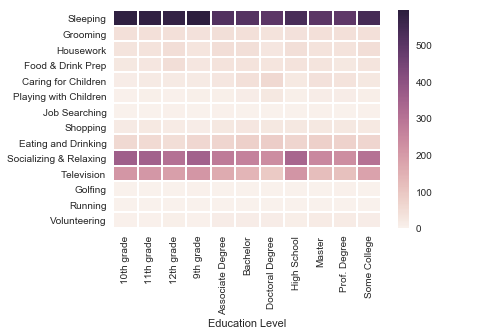 Sleeping
Grooming
Housework
Food & Drink Prep
Caring for Children
Playing with Children
Job Searching
Shopping
Eating and Drinking
Socializing & Relaxing
Television
Golfing
Running
Volunteering
500
400
300
200
100
0
10th grade
11th grade
12th grade
9th grade
Associate Degree
Bachelor
Doctoral Degree
High School
Master
Prof. Degree
Some College
Education Level